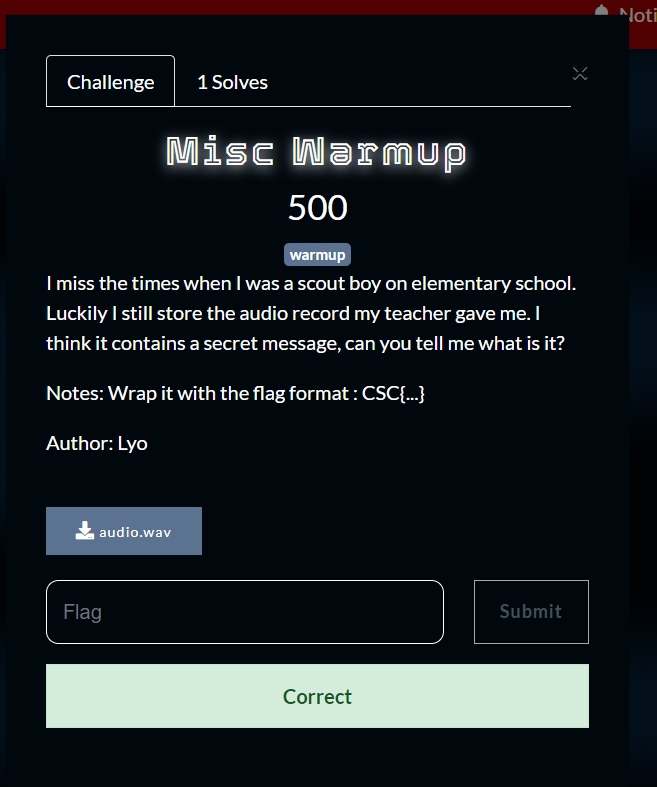 Noti
Challenge
1 Solves
Misc Warmup
500
warmup
I miss the times when I was a scout boy on elementary school.
Luckily I still store the audio record my teacher gave me. I
think it contains a secret message, can you tell me what is it?
Notes: Wrap it with the flag format : CSC{...}
Author: Lyo
audio.wav
Flag
Submit
Correct